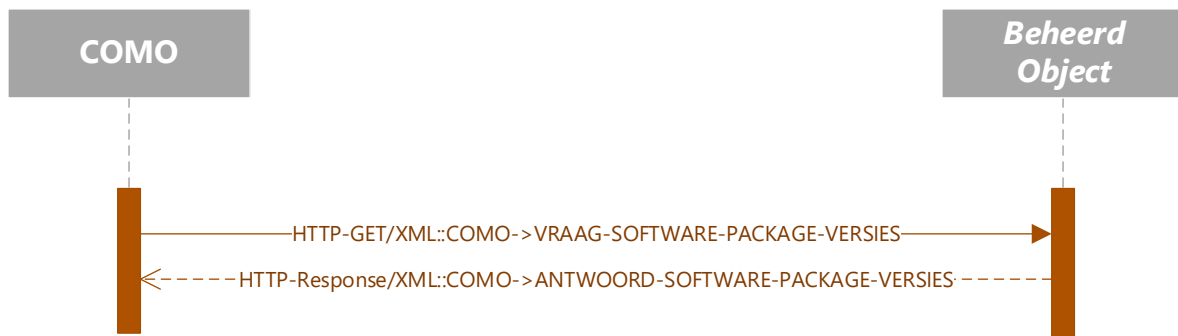 COMO
Beheerd
Object
HTTP-GET/XML::COMO->VRAAG-SOFTWARE-PACKAGE-VERSIES
HTTP-Response/XML::COMO->ANTWOORD-SOFTWARE-PACKAGE-VERSIES